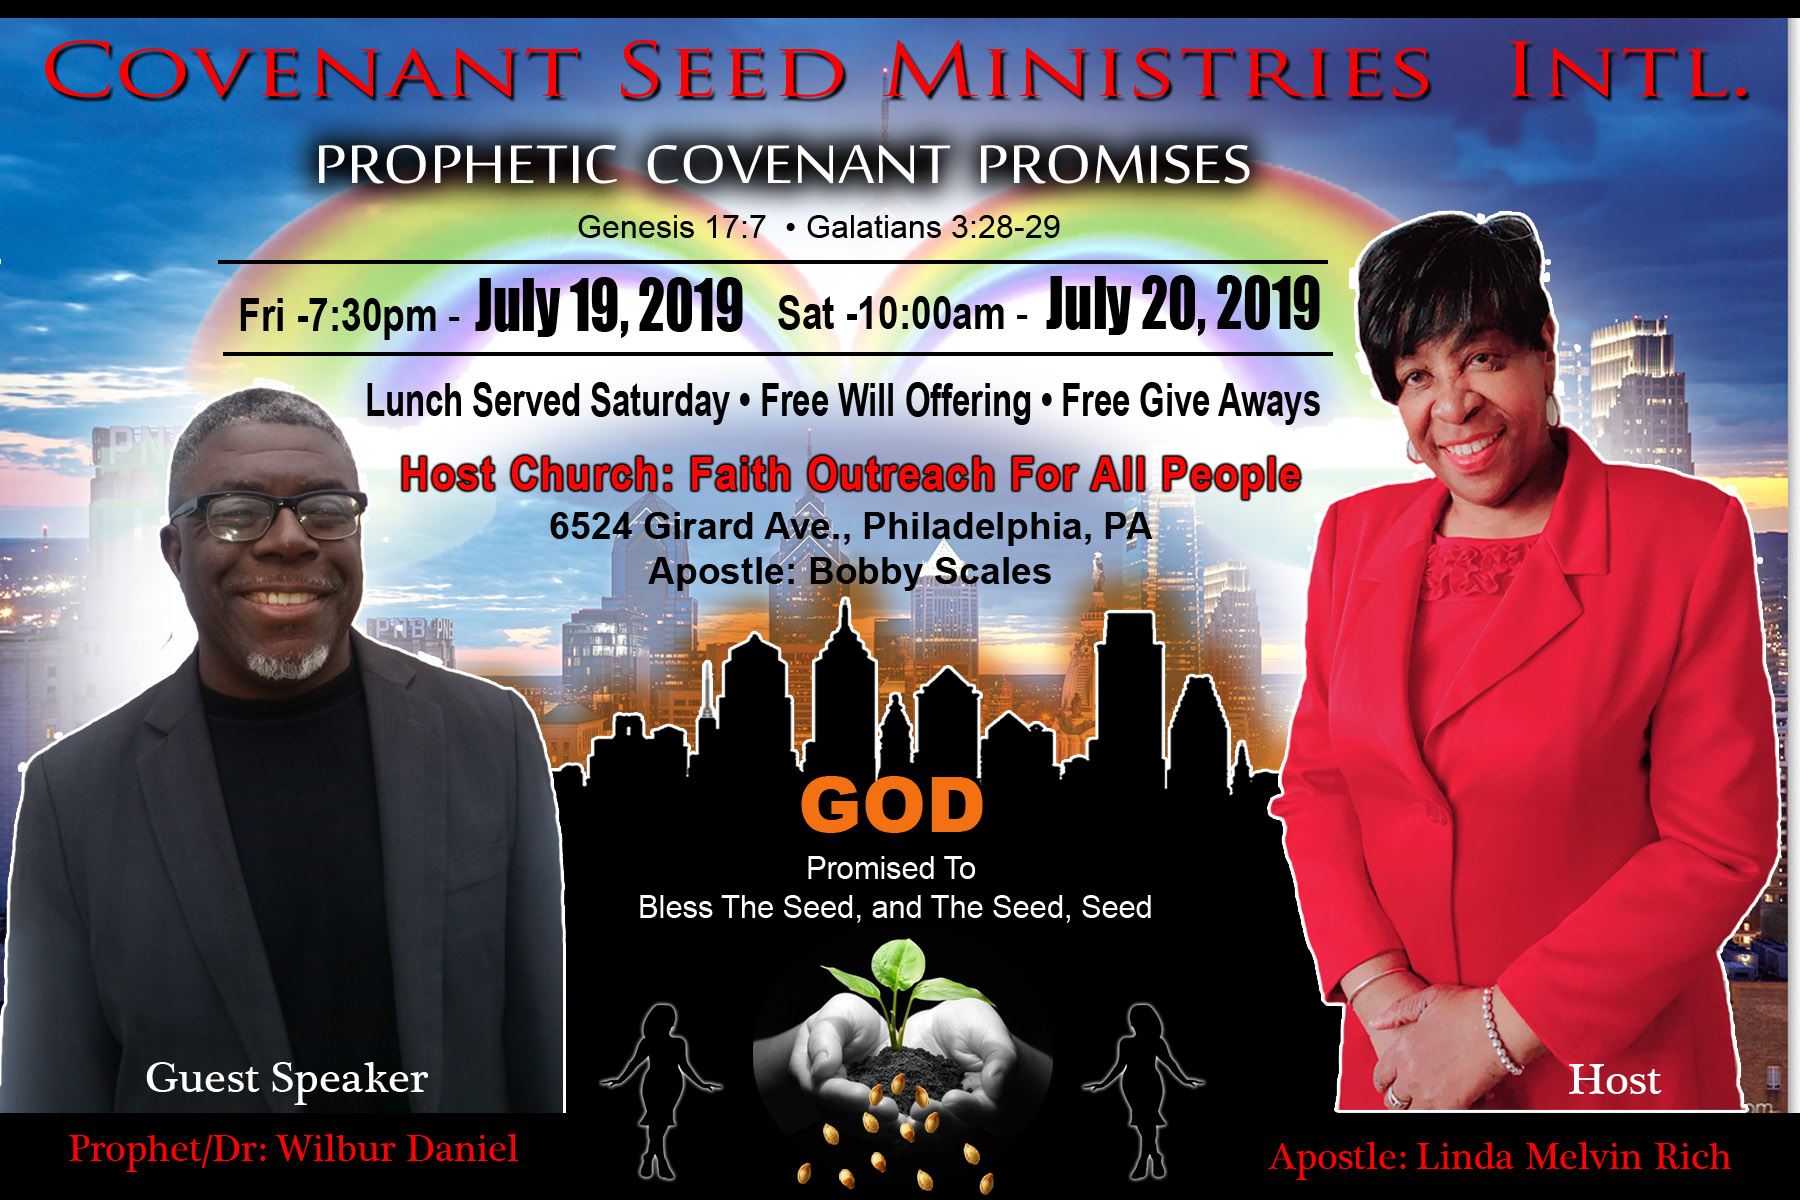 Covenant Seed Ministries Intl.
PROPHETIC COVENANT PROMISES
Genesis 17:7 • Galatians 3:28-29
Fri -7:30pm - July 19, 2019 Sat -10:00am - July 20, 2019
Lunch Served Saturday • Free Will Offering • Free Give Aways
PNB
Host Church: Faith Outreach For All People
6524 Girard Ave., Philadelphia, PA
Apostle: Bobby Scales
PNB PNB
GOD
Promised To
Bless The Seed, and The Seed, Seed
Guest Speaker
Host
Prophet/Dr: Wilbur Daniel
Apostle: Linda Melvin Rich